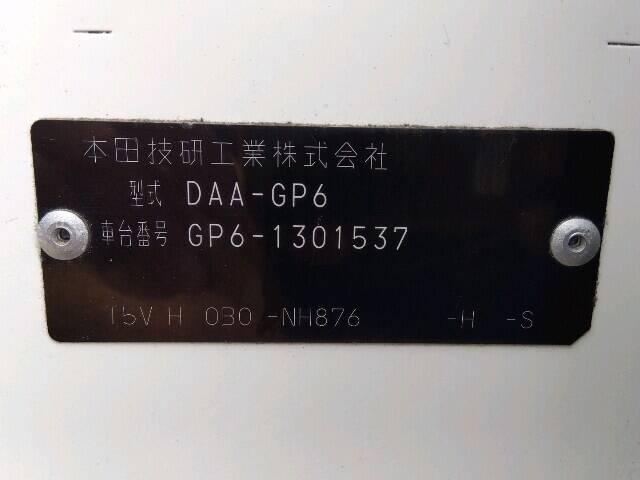 本田技研工業株式会社
型式 DAA-GP6
車台番号 GP6-1301537
15V H 0B0 -NH876 -H -S